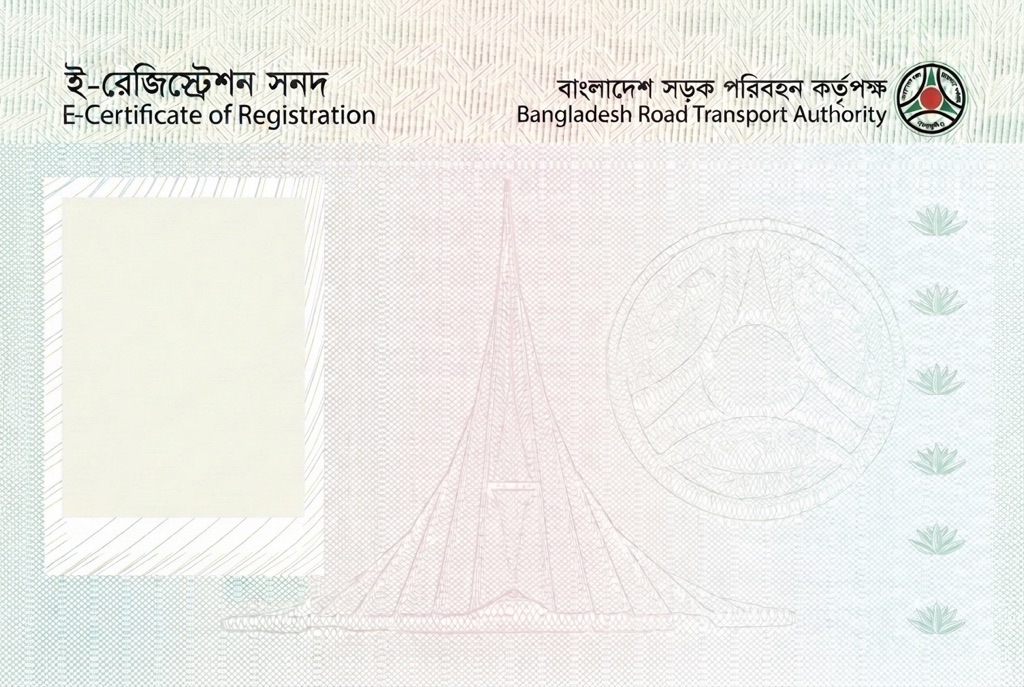 ই-রেজিস্ট্রেশন সনদ
E-Certificate of Registration
বাংলাদেশ সড়ক পরিবহন কর্তৃপক্ষ
Bangladesh Road Transport Authority